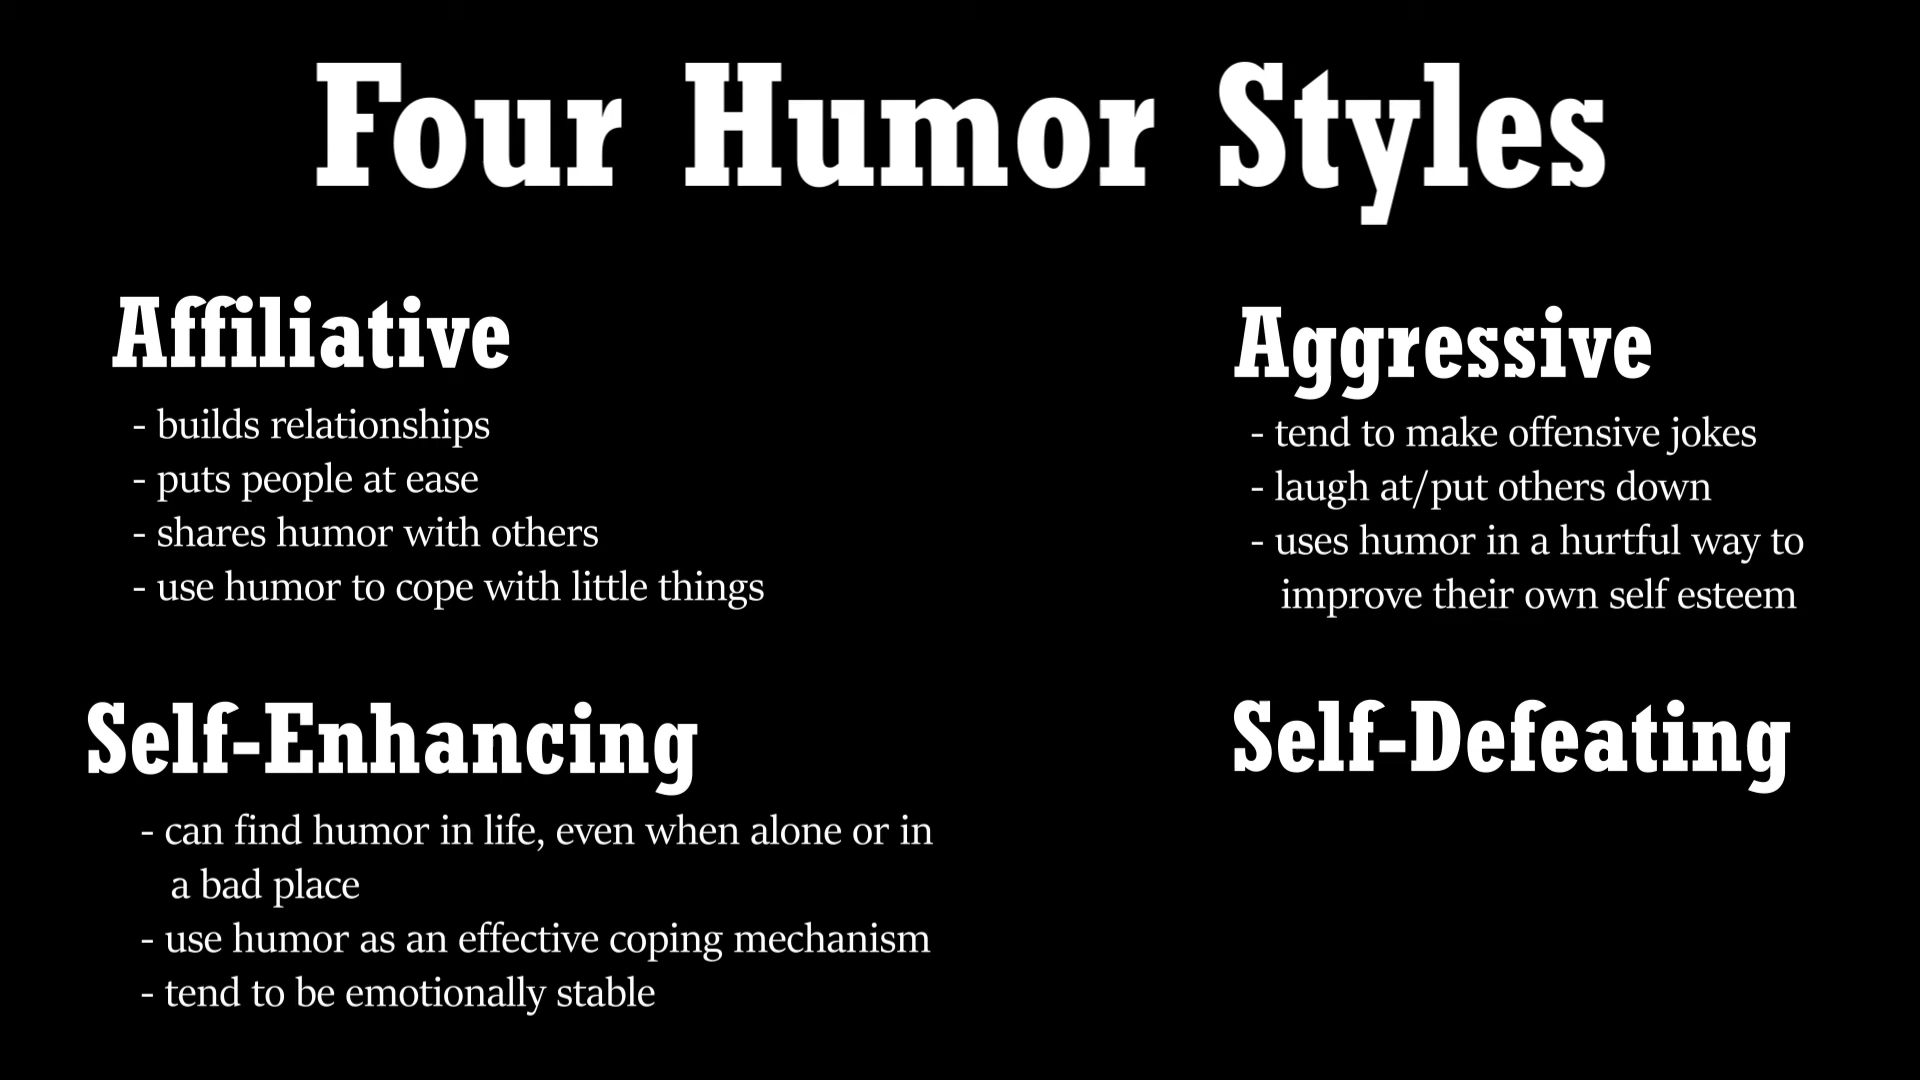 Four Humor Styles
Affiliative
- builds relationships
- puts people at ease
- shares humor with others
- use humor to cope with little things
Aggressive
- tend to make offensive jokes
- laugh at/put others down
- uses humor in a hurtful way to
improve their own self esteem
Self-Enhancing
- can find humor in life, even when alone or in
a bad place
- use humor as an effective coping mechanism
- tend to be emotionally stable
Self-Defeating